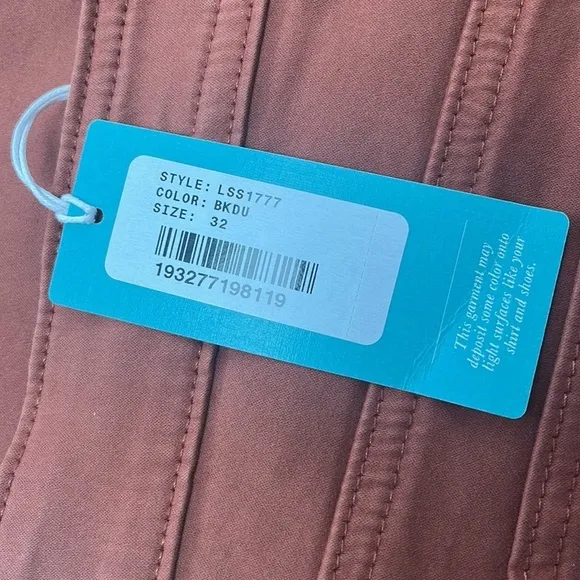 STYLE: LSS1777
COLOR: BKDU
SIZE: 32
193277198119
This garment may
deposit some color onto
light surfaces like your
shirt and shoes.